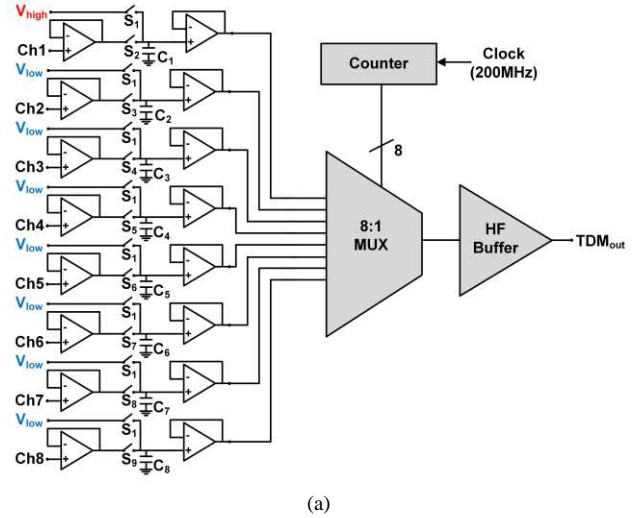 V_high
S_1
Ch1
S_2
C_1
V_low
S_1
Ch2
S_3
C_2
V_low
S_1
Ch3
S_4
C_3
V_low
S_1
Ch4
S_5
C_4
V_low
S_1
Ch5
S_6
C_5
V_low
S_1
Ch6
S_7
C_6
V_low
S_1
Ch7
S_8
C_7
V_low
S_1
Ch8
S_9
C_8
Counter
Clock
(200MHz)
8
8:1
MUX
HF
Buffer
TDM_out
(a)